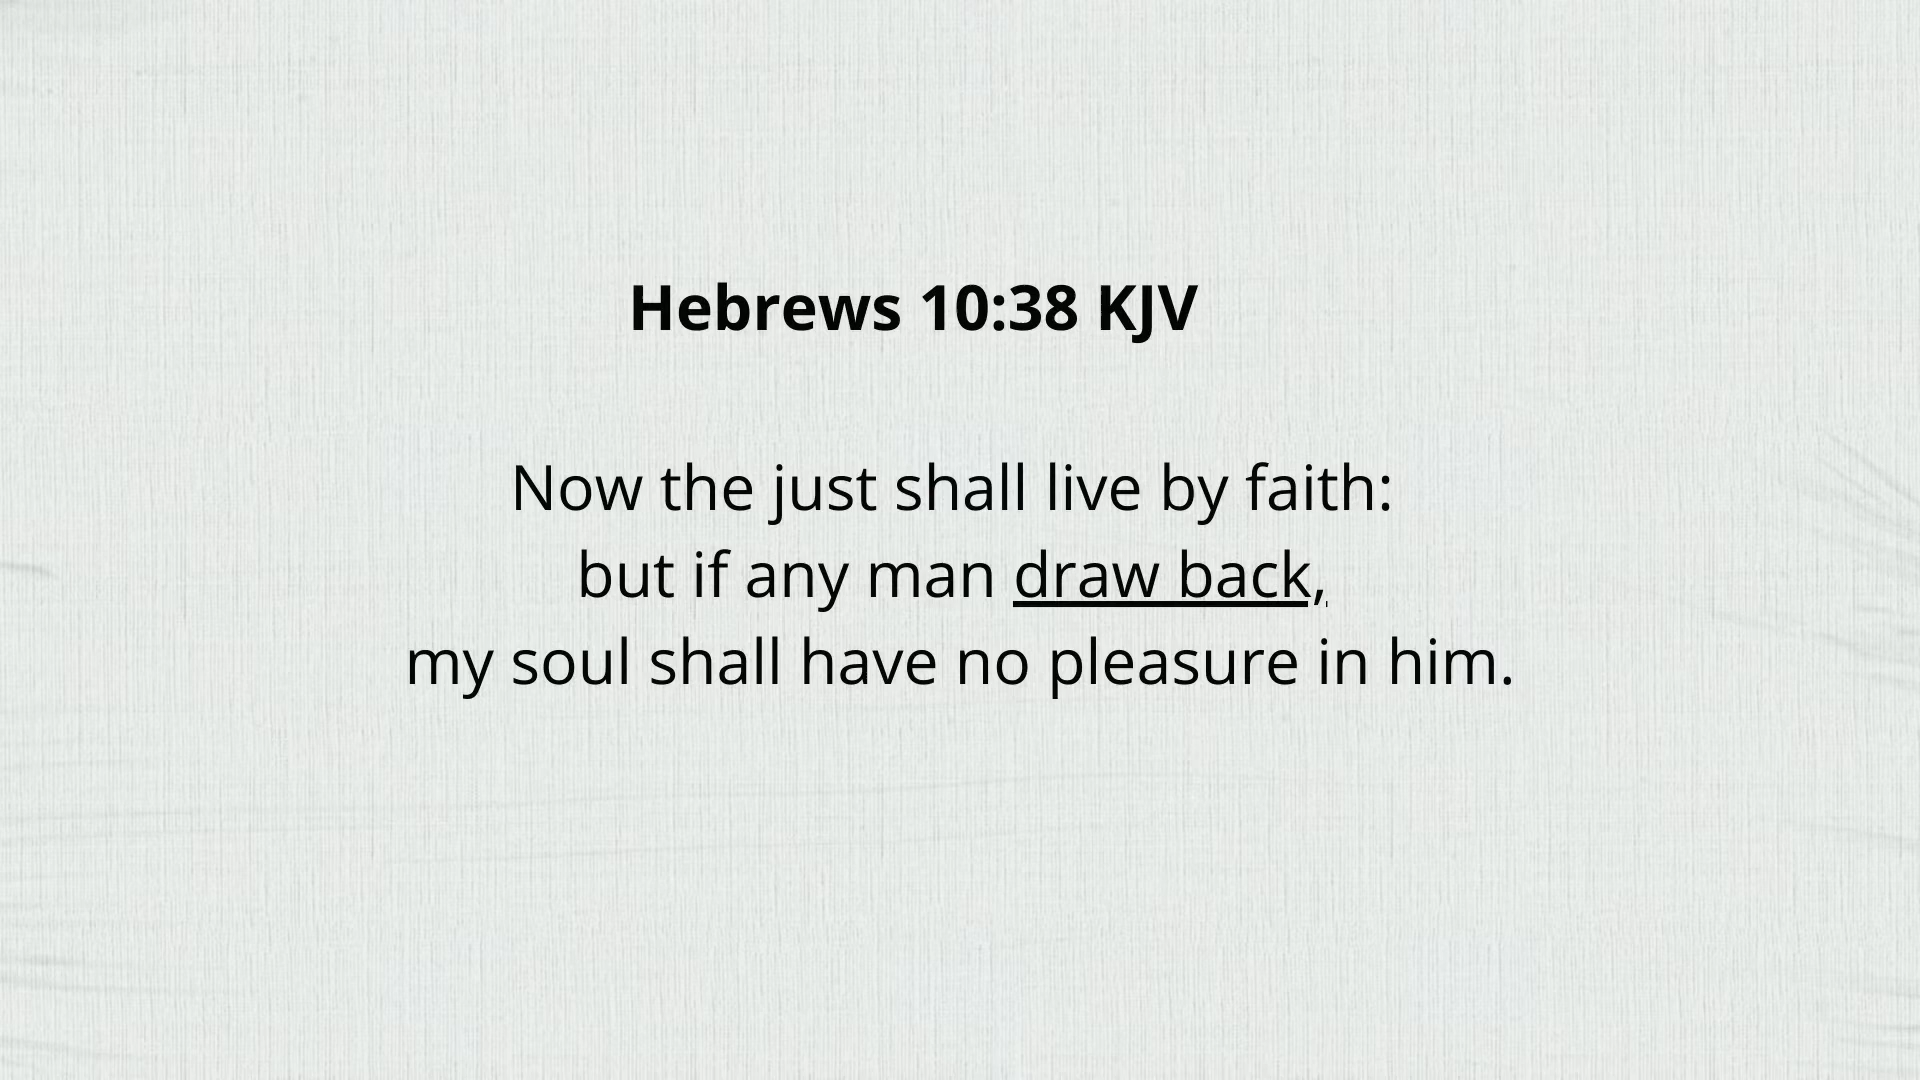 Hebrews 10:38 KJV
Now the just shall live by faith:
but if any man draw back,
my soul shall have no pleasure in him.